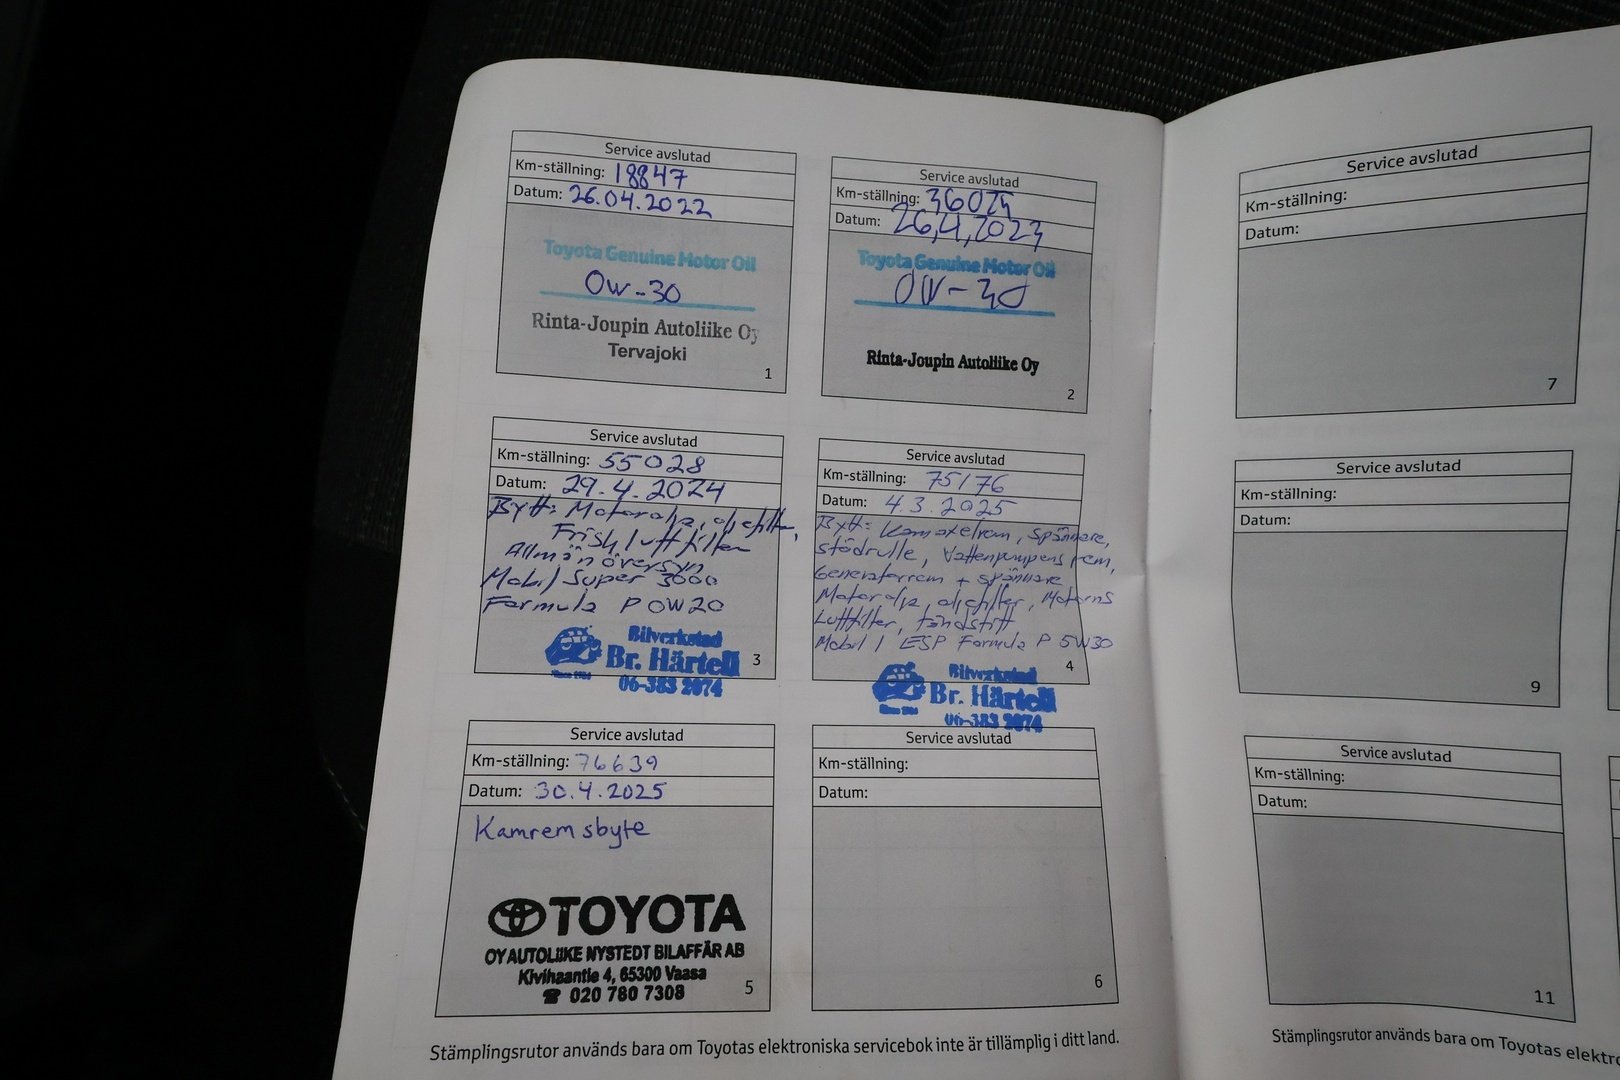 Service avslutad
Km-ställning: 18847
Datum: 26.04.2022
Toyota Genuine Motor Oil
0w-30
Rinta-Joupin Autoliike Oy
Tervajoki
1
Service avslutad
Km-ställning: 36025
Datum: 26,4,2023
Toyota Genuine Motor Oil
0W-30
Rinta-Joupin Autoliike Oy
2
Service avslutad
Km-ställning: 55028
Datum: 29.4.2024
Bytt: Motorolja, oljefilter,
Friskluftfilter
Allmän översyn
Mobil Super 3000
Formula P 0W20
Bilverkstad
Br. Härtell
Since
06-383 2074
3
Service avslutad
Km-ställning: 75176
Datum: 4.3.2025
Bytt: Kamaxelrem, spännare,
stödrulle, Vattenpumpens rem,
Generatorrem + spännare
Motorolja, oljefilter, Motorns
Luftfilter, tändstift
Mobil 1 ESP Formula P 5W30
4
Bilverkstad
Br. Härtell
Since
06-383 2074
Service avslutad
Km-ställning: 76639
Datum: 30.4.2025
Kamremsbyte
TOYOTA
OY AUTOLIIKE NYSTEDT BILAFFÄR AB
Kivihaantie 4, 65300 Vaasa
☎ 020 780 7308
5
Service avslutad
Km-ställning:
Datum:
6
Stämplingsrutor används bara om Toyotas elektroniska servicebok inte är tillämplig i ditt land.
Service avslutad
Km-ställning:
Datum:
7
Service avslutad
Km-ställning:
Datum:
9
Service avslutad
Km-ställning:
Datum:
11
Stämplingsrutor används bara om Toyotas